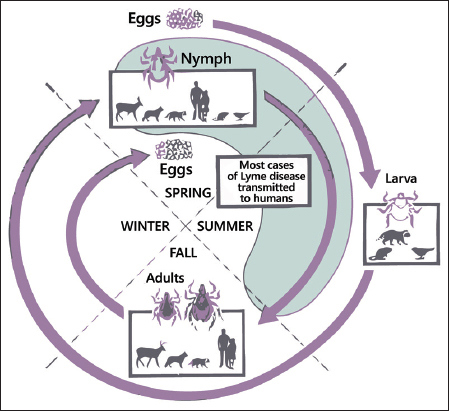 Eggs
Nymph
Eggs
Most cases
of Lyme disease
transmitted
to humans
Larva
SPRING
WINTER
SUMMER
FALL
Adults